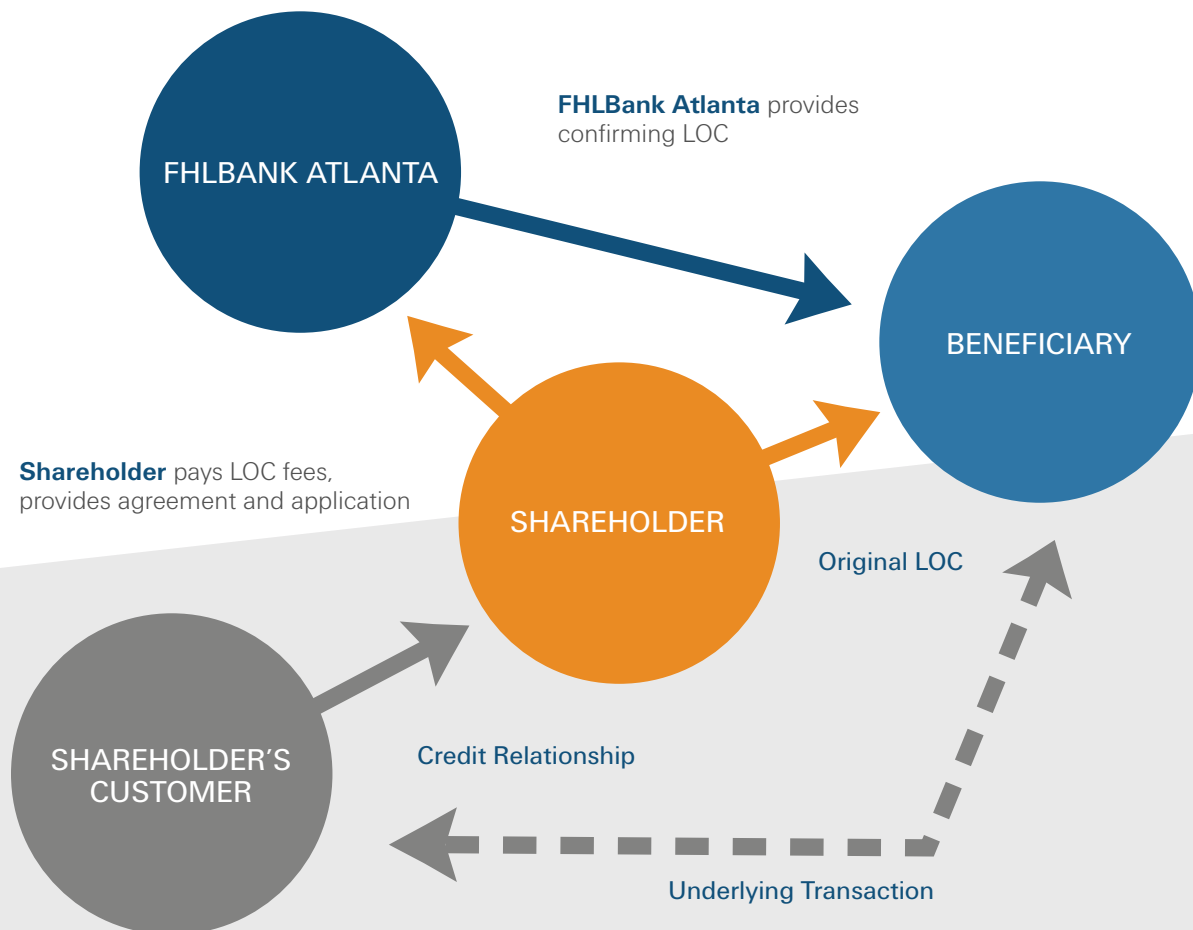 FHLBank Atlanta provides
confirming LOC
FHLBANK ATLANTA
BENEFICIARY
Shareholder pays LOC fees,
provides agreement and application
SHAREHOLDER
Original LOC
Credit Relationship
SHAREHOLDER’S
CUSTOMER
Underlying Transaction